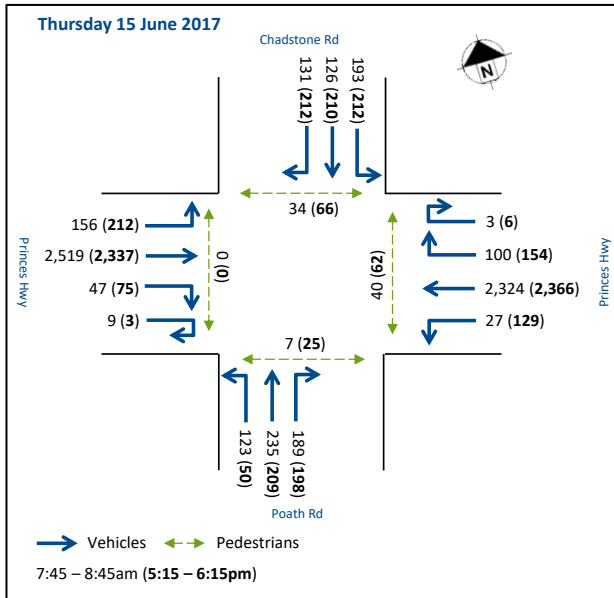 Thursday 15 June 2017
Chadstone Rd
N
131 (212)
126 (210)
193 (212)
34 (66)
156 (212)
2,519 (2,337)
47 (75)
9 (3)
Princes Hwy
0 (0)
40 (62)
3 (6)
100 (154)
2,324 (2,366)
27 (129)
Princes Hwy
7 (25)
123 (50)
235 (209)
189 (198)
Poath Rd
Vehicles Pedestrians
7:45 – 8:45am (5:15 – 6:15pm)